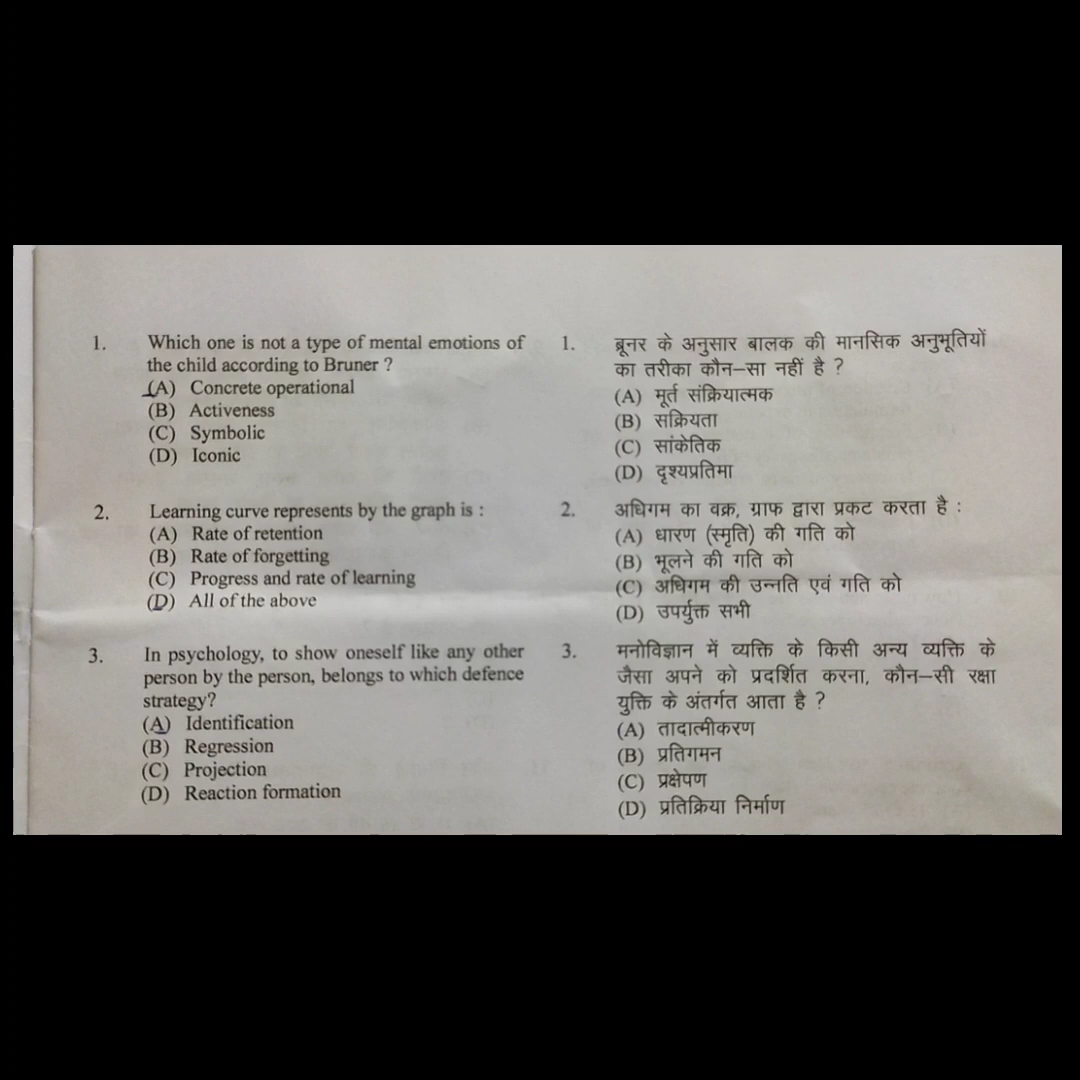 1. Which one is not a type of mental emotions of
the child according to Bruner ?
(A) Concrete operational
(B) Activeness
(C) Symbolic
(D) Iconic
2. Learning curve represents by the graph is :
(A) Rate of retention
(B) Rate of forgetting
(C) Progress and rate of learning
(D) All of the above
3. In psychology, to show oneself like any other
person by the person, belongs to which defence
strategy?
(A) Identification
(B) Regression
(C) Projection
(D) Reaction formation
1. ब्रूनर के अनुसार बालक की मानसिक अनुभूतियों
का तरीका कौन–सा नहीं है ?
(A) मूर्त संक्रियात्मक
(B) सक्रियता
(C) सांकेतिक
(D) दृश्यप्रतिमा
2. अधिगम का वक्र, ग्राफ द्वारा प्रकट करता है :
(A) धारण (स्मृति) की गति को
(B) भूलने की गति को
(C) अधिगम की उन्नति एवं गति को
(D) उपर्युक्त सभी
3. मनोविज्ञान में व्यक्ति के किसी अन्य व्यक्ति के
जैसा अपने को प्रदर्शित करना, कौन–सी रक्षा
युक्ति के अंतर्गत आता है ?
(A) तादात्मीकरण
(B) प्रतिगमन
(C) प्रक्षेपण
(D) प्रतिक्रिया निर्माण